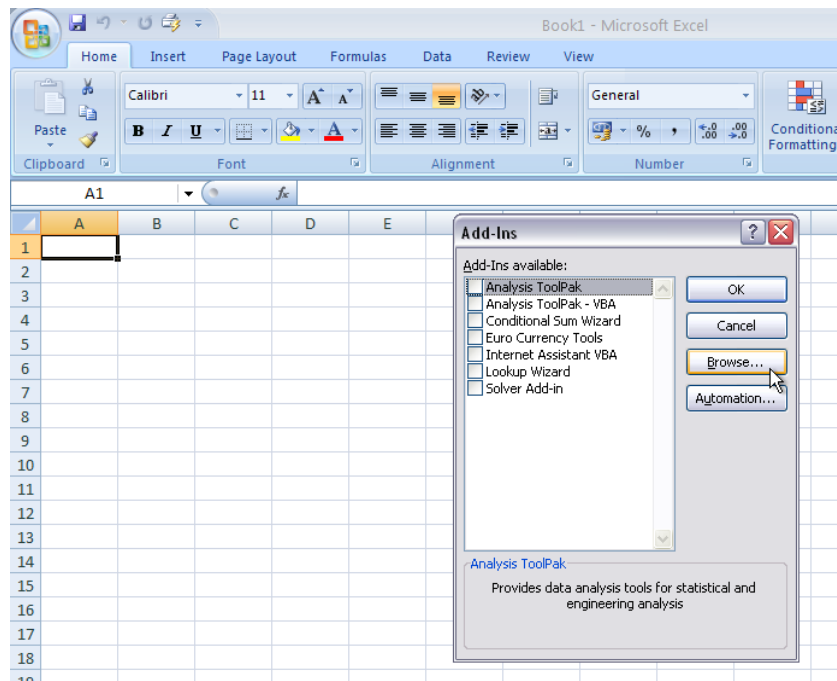 Book1 - Microsoft Excel
Home Insert Page Layout Formulas Data Review View
Calibri 11 A A General
Paste B I U A % , .00 .00 Conditiona
Formatting
Clipboard Font Alignment Number
A1 fx
A B C D E
1
2
3
4
5
6
7
8
9
10
11
12
13
14
15
16
17
18
Add-Ins ?
Add-Ins available:
Analysis ToolPak
Analysis ToolPak - VBA
Conditional Sum Wizard
Euro Currency Tools
Internet Assistant VBA
Lookup Wizard
Solver Add-in
OK
Cancel
Browse...
Automation...
Analysis ToolPak
Provides data analysis tools for statistical and
engineering analysis